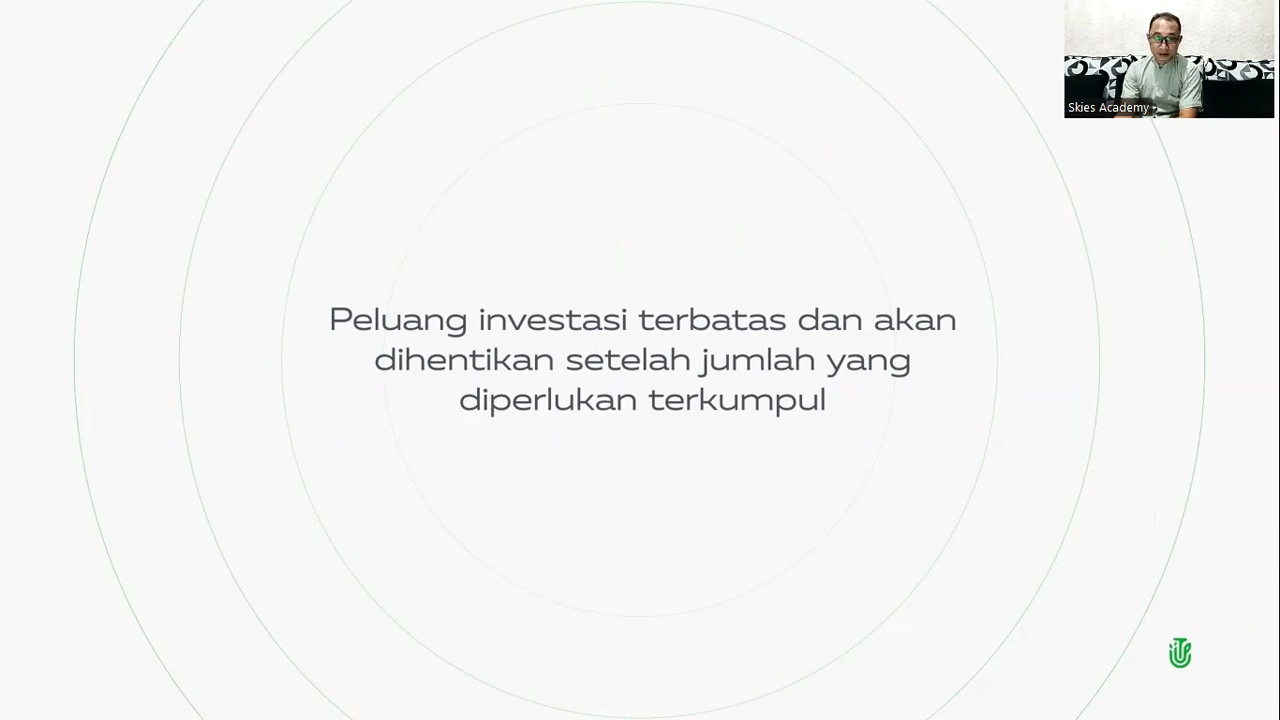 Skies Academy
Peluang investasi terbatas dan akan
dihentikan setelah jumlah yang
diperlukan terkumpul